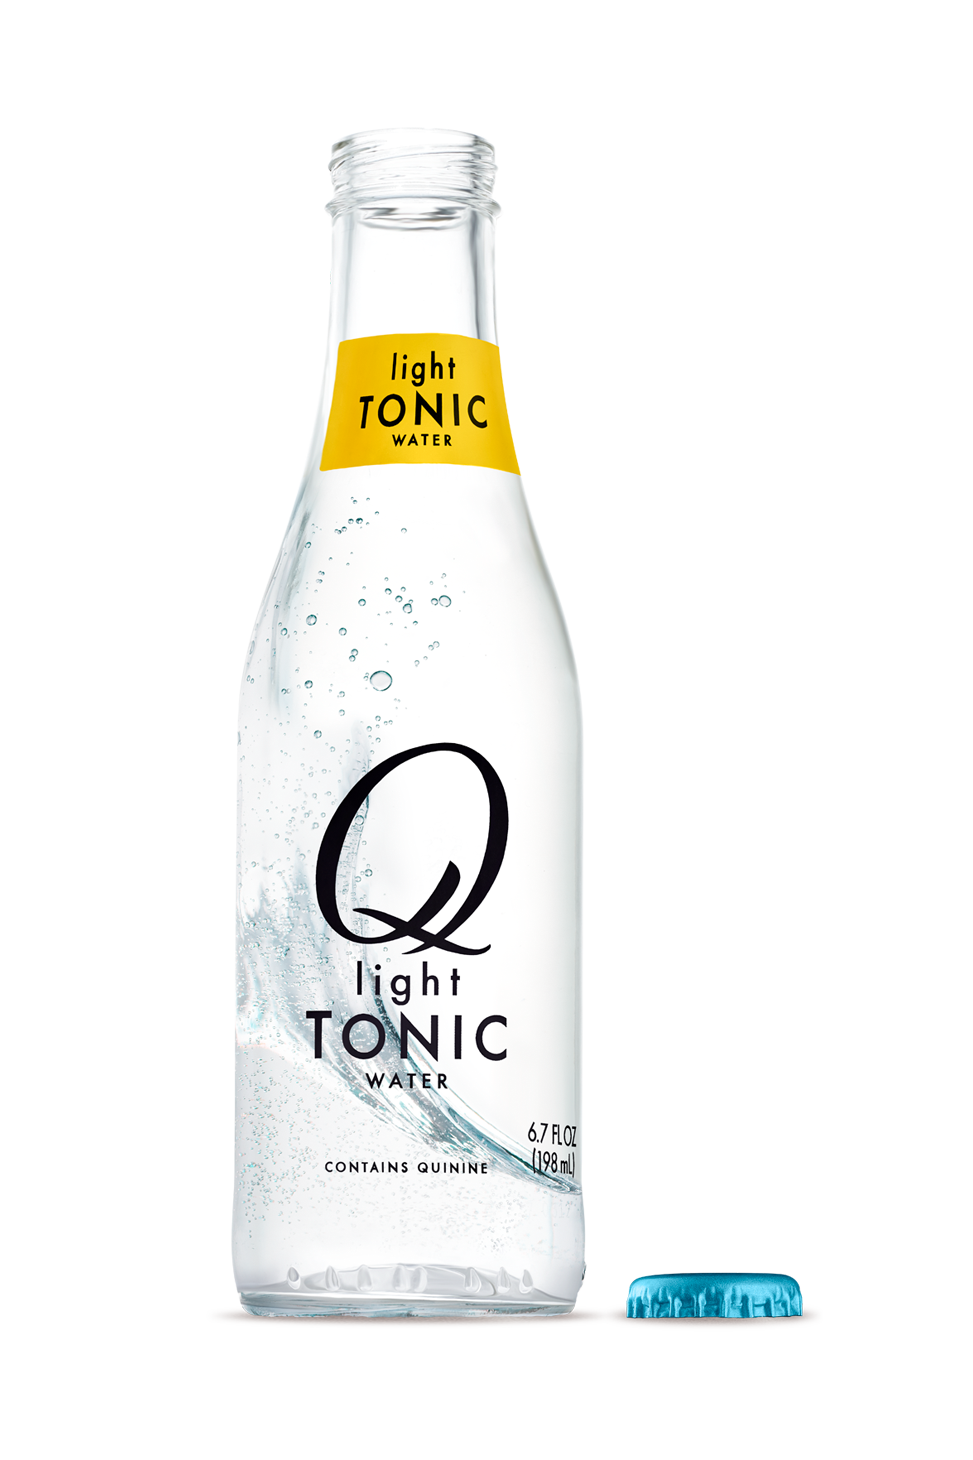 light
TONIC
WATER
Q
light
TONIC
WATER
6.7 FL OZ
(198 mL)
CONTAINS QUININE